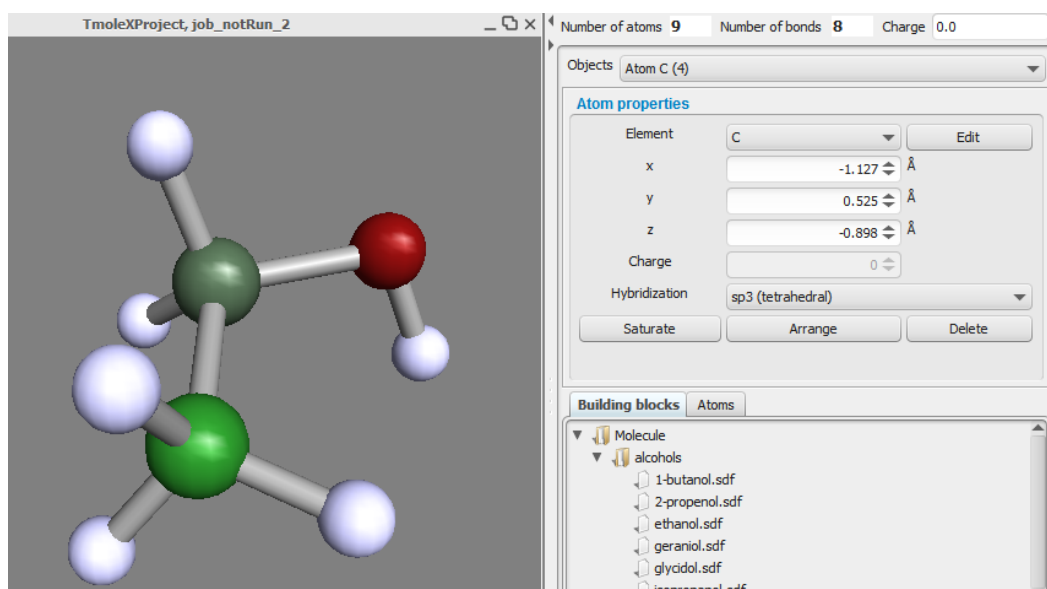 TmoleXProject, job_notRun_2
Number of atoms 9 Number of bonds 8 Charge 0.0
Objects Atom C (4)
Atom properties
Element C Edit
x -1.127 Å
y 0.525 Å
z -0.898 Å
Charge 0
Hybridization sp3 (tetrahedral)
Saturate Arrange Delete
Building blocks Atoms
Molecule
alcohols
1-butanol.sdf
2-propenol.sdf
ethanol.sdf
geraniol.sdf
glycidol.sdf